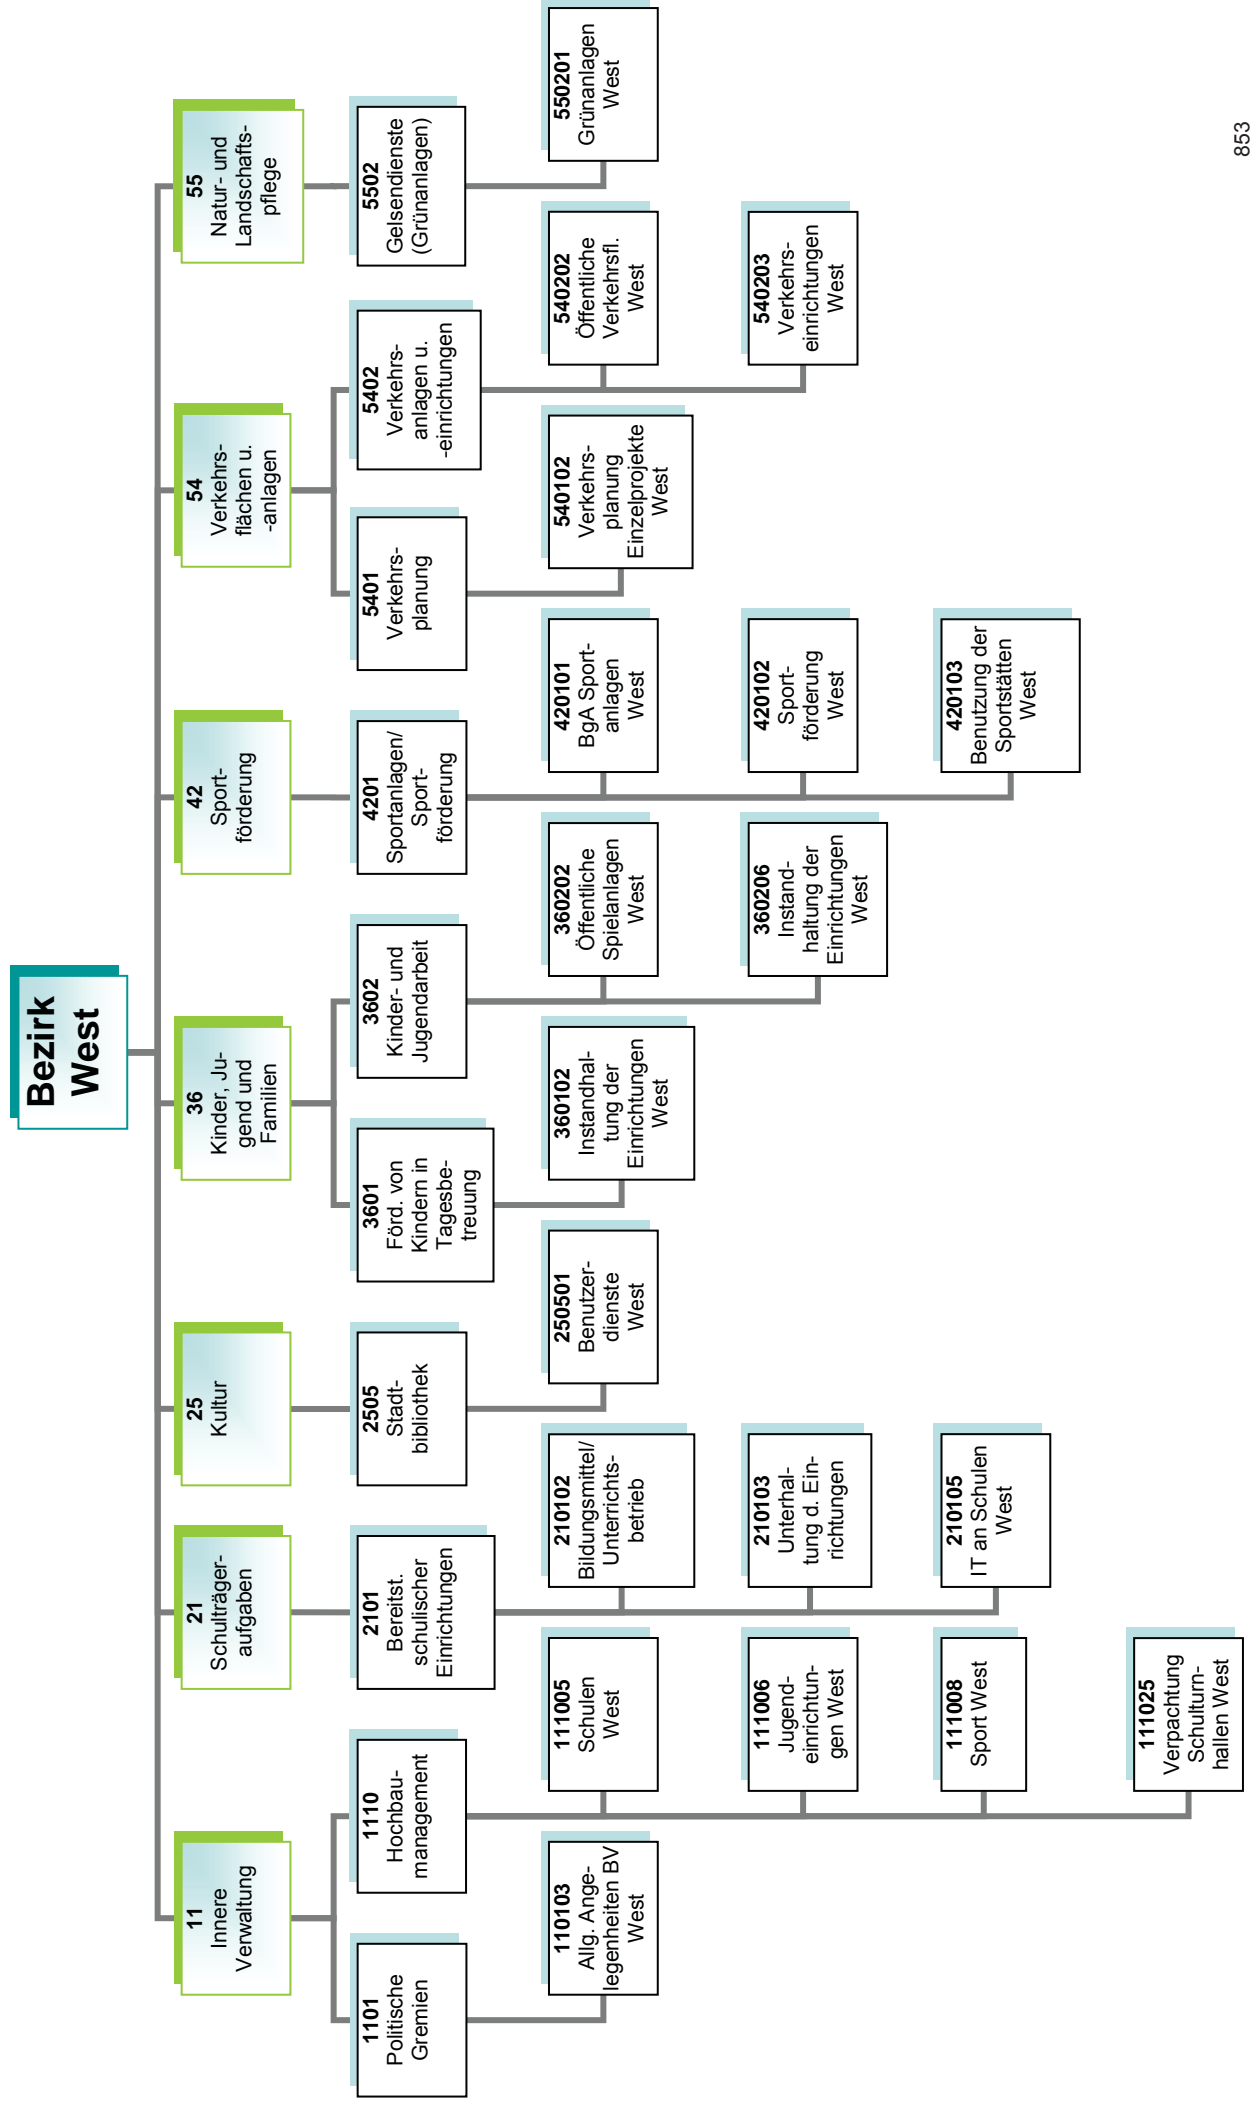 Bezirk
West
11
Innere
Verwaltung
21
Schulträger-
aufgaben
25
Kultur
36
Kinder, Ju-
gend und
Familien
42
Sport-
förderung
54
Verkehrs-
flächen u.
-anlagen
55
Natur- und
Landschafts-
pflege
1101
Politische
Gremien
1110
Hochbau-
management
2101
Bereitst.
schulischer
Einrichtungen
2505
Stadt-
bibliothek
3601
Förd. von
Kindern in
Tagesbe-
treuung
3602
Kinder- und
Jugendarbeit
4201
Sportanlagen/
Sport-
förderung
5401
Verkehrs-
planung
5402
Verkehrs-
anlagen u.
-einrichtungen
5502
Gelsendienste
(Grünanlagen)
110103
Allg. Ange-
legenheiten BV
West
111005
Schulen
West
210102
Bildungsmittel/
Unterrichts-
betrieb
250501
Benutzer-
dienste
West
360102
Instandhal-
tung der
Einrichtungen
West
360202
Öffentliche
Spielanlagen
West
420101
BgA Sport-
anlagen
West
540102
Verkehrs-
planung
Einzelprojekte
West
540202
Öffentliche
Verkehrsfl.
West
550201
Grünanlagen
West
111006
Jugend-
einrichtun-
gen West
210103
Unterhal-
tung d. Ein-
richtungen
360206
Instand-
haltung der
Einrichtungen
West
420102
Sport-
förderung
West
540203
Verkehrs-
einrichtungen
West
111008
Sport West
210105
IT an Schulen
West
420103
Benutzung der
Sportstätten
West
111025
Verpachtung
Schulturn-
hallen West
853